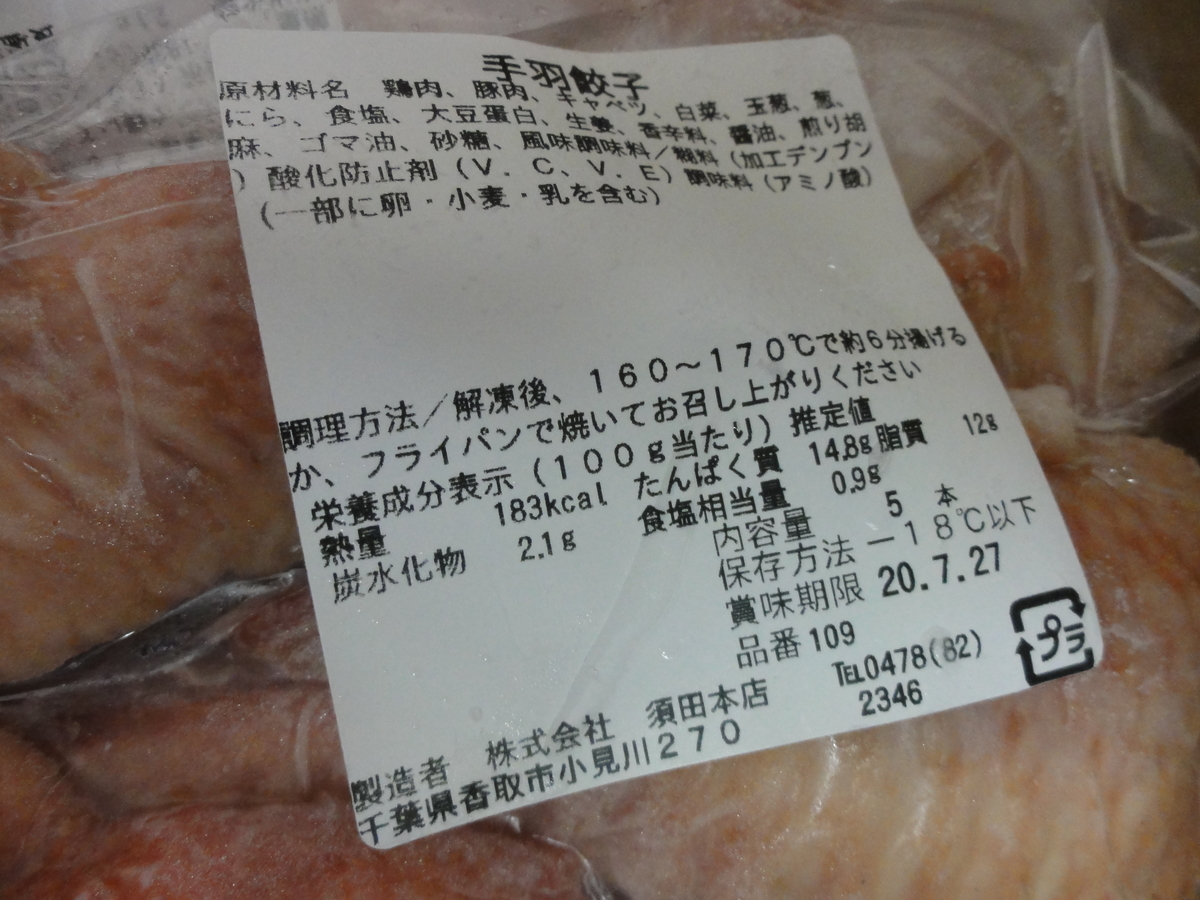 手羽餃子
原材料名 鶏肉、豚肉、キャベツ、白菜、玉葱、葱、
にら、食塩、大豆蛋白、生姜、香辛料、醤油、煎り胡
麻、ゴマ油、砂糖、風味調味料/糊料(加工デンプン
)酸化防止剤(V.C、V.E)調味料(アミノ酸)
(一部に卵・小麦・乳を含む)
調理方法/解凍後、160~170℃で約6分揚げる
か、フライパンで焼いてお召し上がりください
栄養成分表示(100g当たり)推定値
熱量 183kcal たんぱく質 14.8g 脂質 12g
炭水化物 2.1g 食塩相当量 0.9g
内容量 5 本
保存方法 -18℃以下
賞味期限 20.7.27
品番109
製造者 株式会社 須田本店 TEL0478(82)
千葉県香取市小見川270 2346
プラ